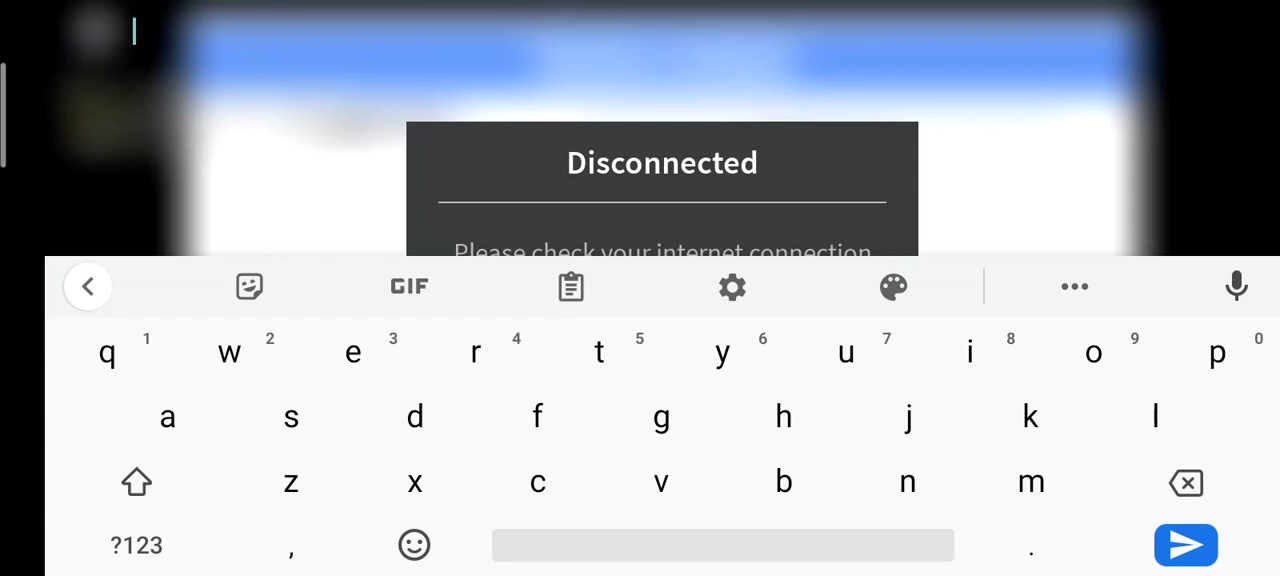 Disconnected
Please check your internet connection
GIF
q 1 w 2 e 3 r 4 t 5 y 6 u 7 i 8 o 9 p 0
a s d f g h j k l
z x c v b n m
?123 , .